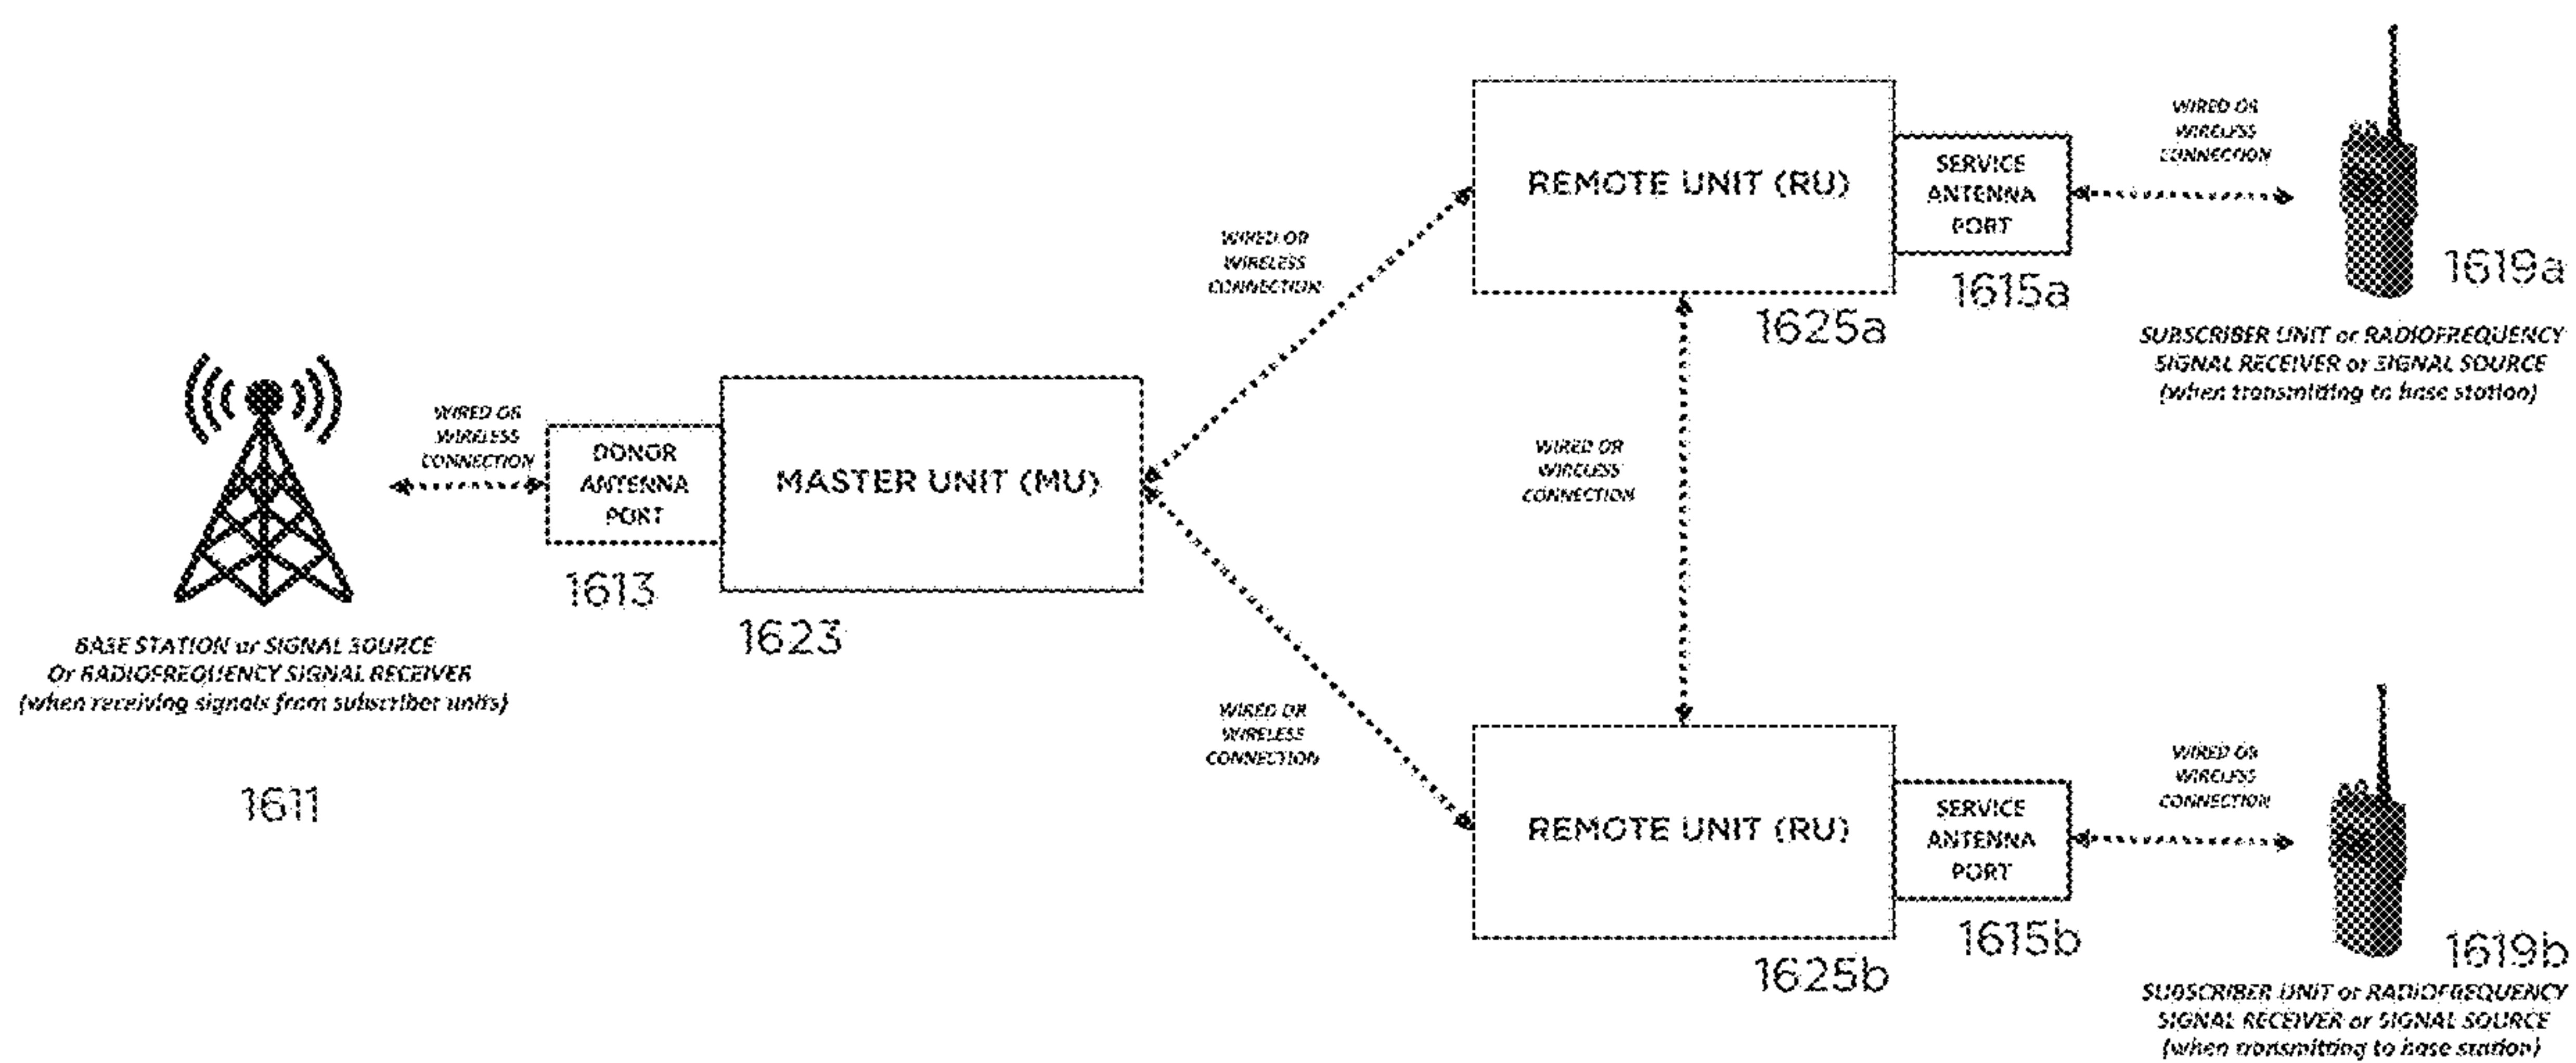 WIRED OR
WIRELESS
CONNECTION
REMOTE UNIT (RU)
SERVICE
ANTENNA
PORT
1619a
1615a
1625a
WIRED OR
WIRELESS
CONNECTION
SUBSCRIBER UNIT or RADIOFREQUENCY
SIGNAL RECEIVER or SIGNAL SOURCE
(when transmitting to base station)
WIRED OR
WIRELESS
CONNECTION
DONOR
ANTENNA
PORT
MASTER UNIT (MU)
1613
1623
BASE STATION or SIGNAL SOURCE
Or RADIOFREQUENCY SIGNAL RECEIVER
(when receiving signals from subscriber units)
1611
WIRED OR
WIRELESS
CONNECTION
WIRED OR
WIRELESS
CONNECTION
REMOTE UNIT (RU)
SERVICE
ANTENNA
PORT
WIRED OR
WIRELESS
CONNECTION
1615b
1625b
1619b
SUBSCRIBER UNIT or RADIOFREQUENCY
SIGNAL RECEIVER or SIGNAL SOURCE
(when transmitting to base station)